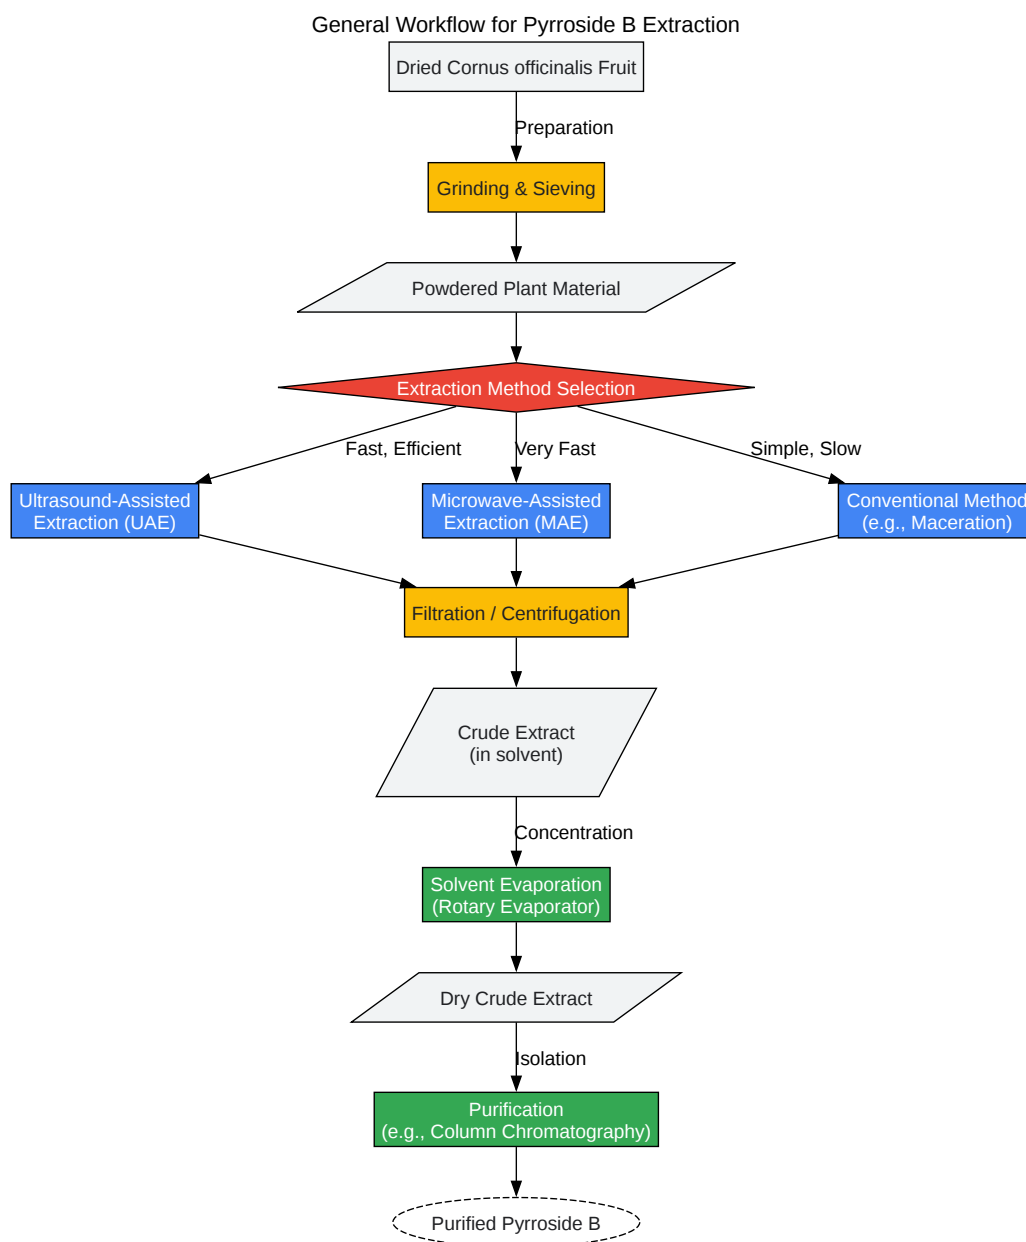 General Workflow for Pyrroside B Extraction
Dried Cornus officinalis Fruit
Preparation
Grinding & Sieving
Powdered Plant Material
Extraction Method Selection
Fast, Efficient
Very Fast
Simple, Slow
Ultrasound-Assisted
Extraction (UAE)
Microwave-Assisted
Extraction (MAE)
Conventional Method
(e.g., Maceration)
Filtration / Centrifugation
Crude Extract
(in solvent)
Concentration
Solvent Evaporation
(Rotary Evaporator)
Dry Crude Extract
Isolation
Purification
(e.g., Column Chromatography)
Purified Pyrroside B